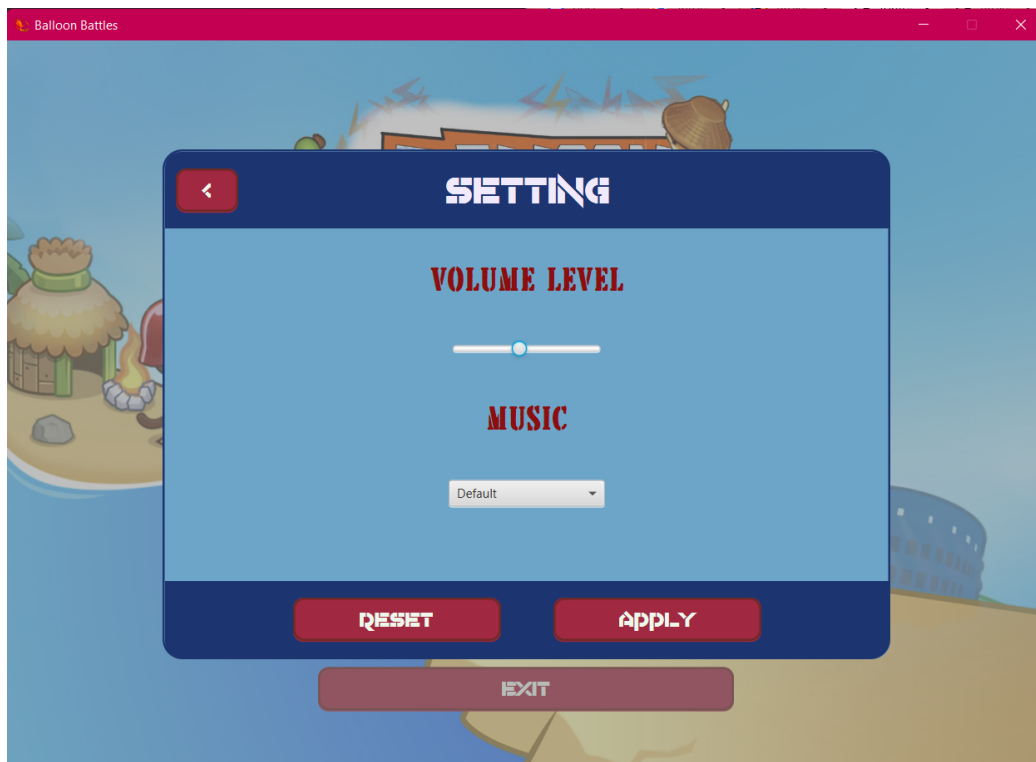 Balloon Battles
SETTING
VOLUME LEVEL
MUSIC
Default
RESET
APPLY
EXIT